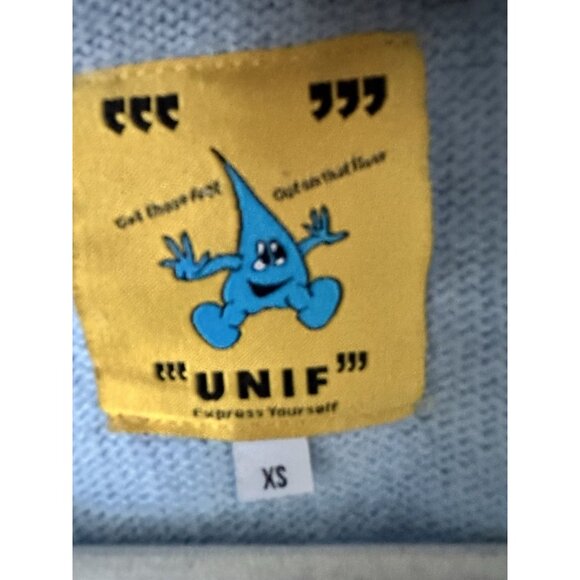 “‘ ’”
Get those feet Out on that floor
“‘UNIF’”
Express Yourself
XS